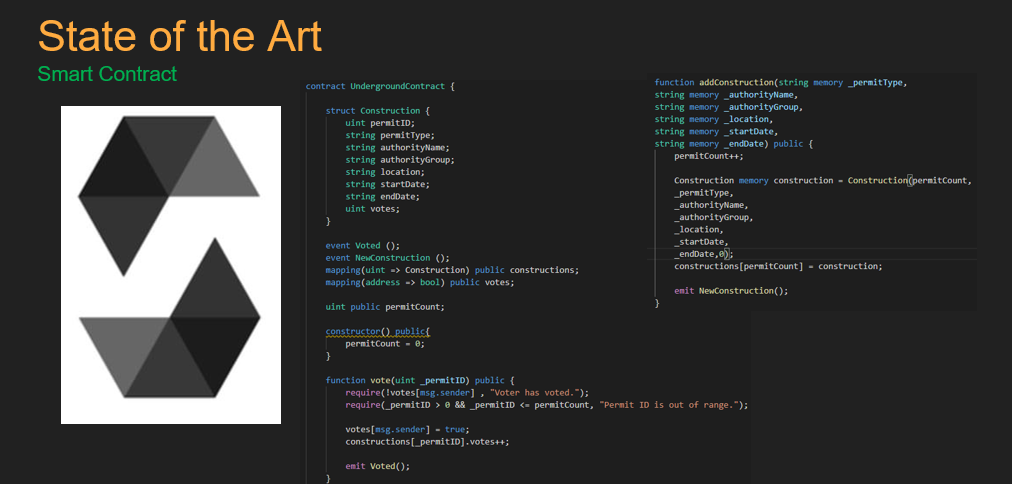 State of the Art
Smart Contract
contract UndergroundContract {
struct Construction {
uint permitID;
string permitType;
string authorityName;
string authorityGroup;
string location;
string startDate;
string endDate;
uint votes;
}
event Voted ();
event NewConstruction ();
mapping(uint => Construction) public constructions;
mapping(address => bool) public votes;
uint public permitCount;
constructor() public{
permitCount = 0;
}
function vote(uint _permitID) public {
require(!votes[msg.sender] , "Voter has voted.");
require(_permitID > 0 && _permitID <= permitCount, "Permit ID is out of range.");
votes[msg.sender] = true;
constructions[_permitID].votes++;
emit Voted();
}
function addConstruction(string memory _permitType,
string memory _authorityName,
string memory _authorityGroup,
string memory _location,
string memory _startDate,
string memory _endDate) public {
permitCount++;
Construction memory construction = Construction(permitCount,
_permitType,
_authorityName,
_authorityGroup,
_location,
_startDate,
_endDate,0);
constructions[permitCount] = construction;
emit NewConstruction();
}